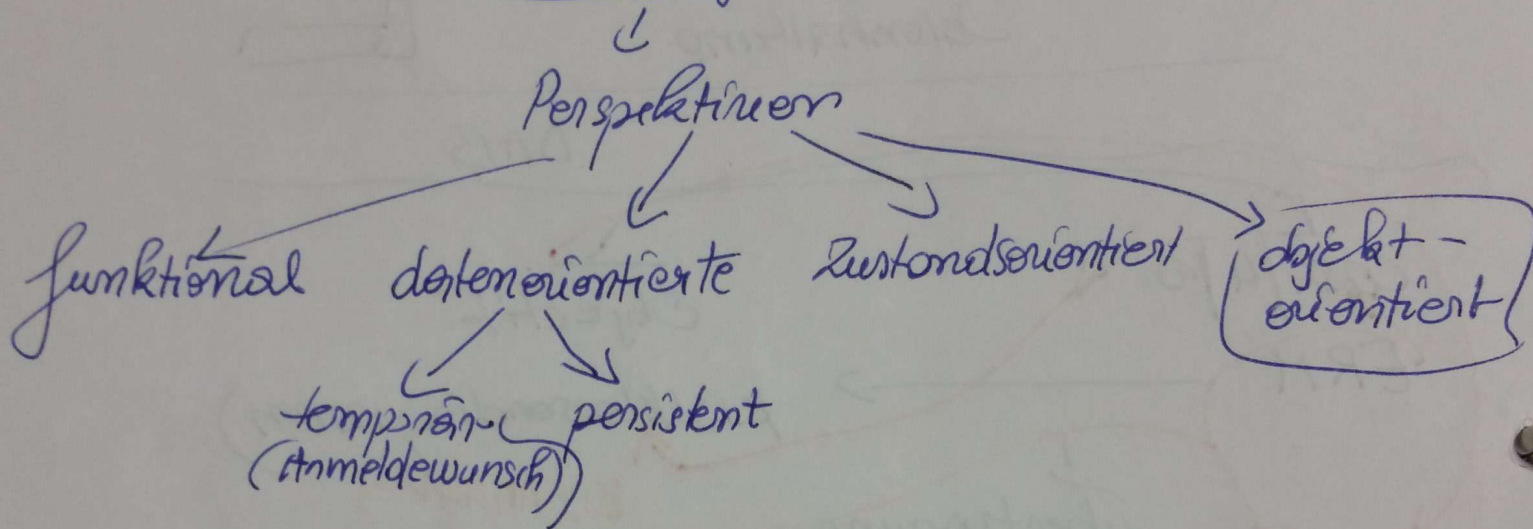 Perspektiven
funktional datenorientierte Zustandsorientiert objekt-
orientiert
temporär persistent
(Anmeldewunsch)